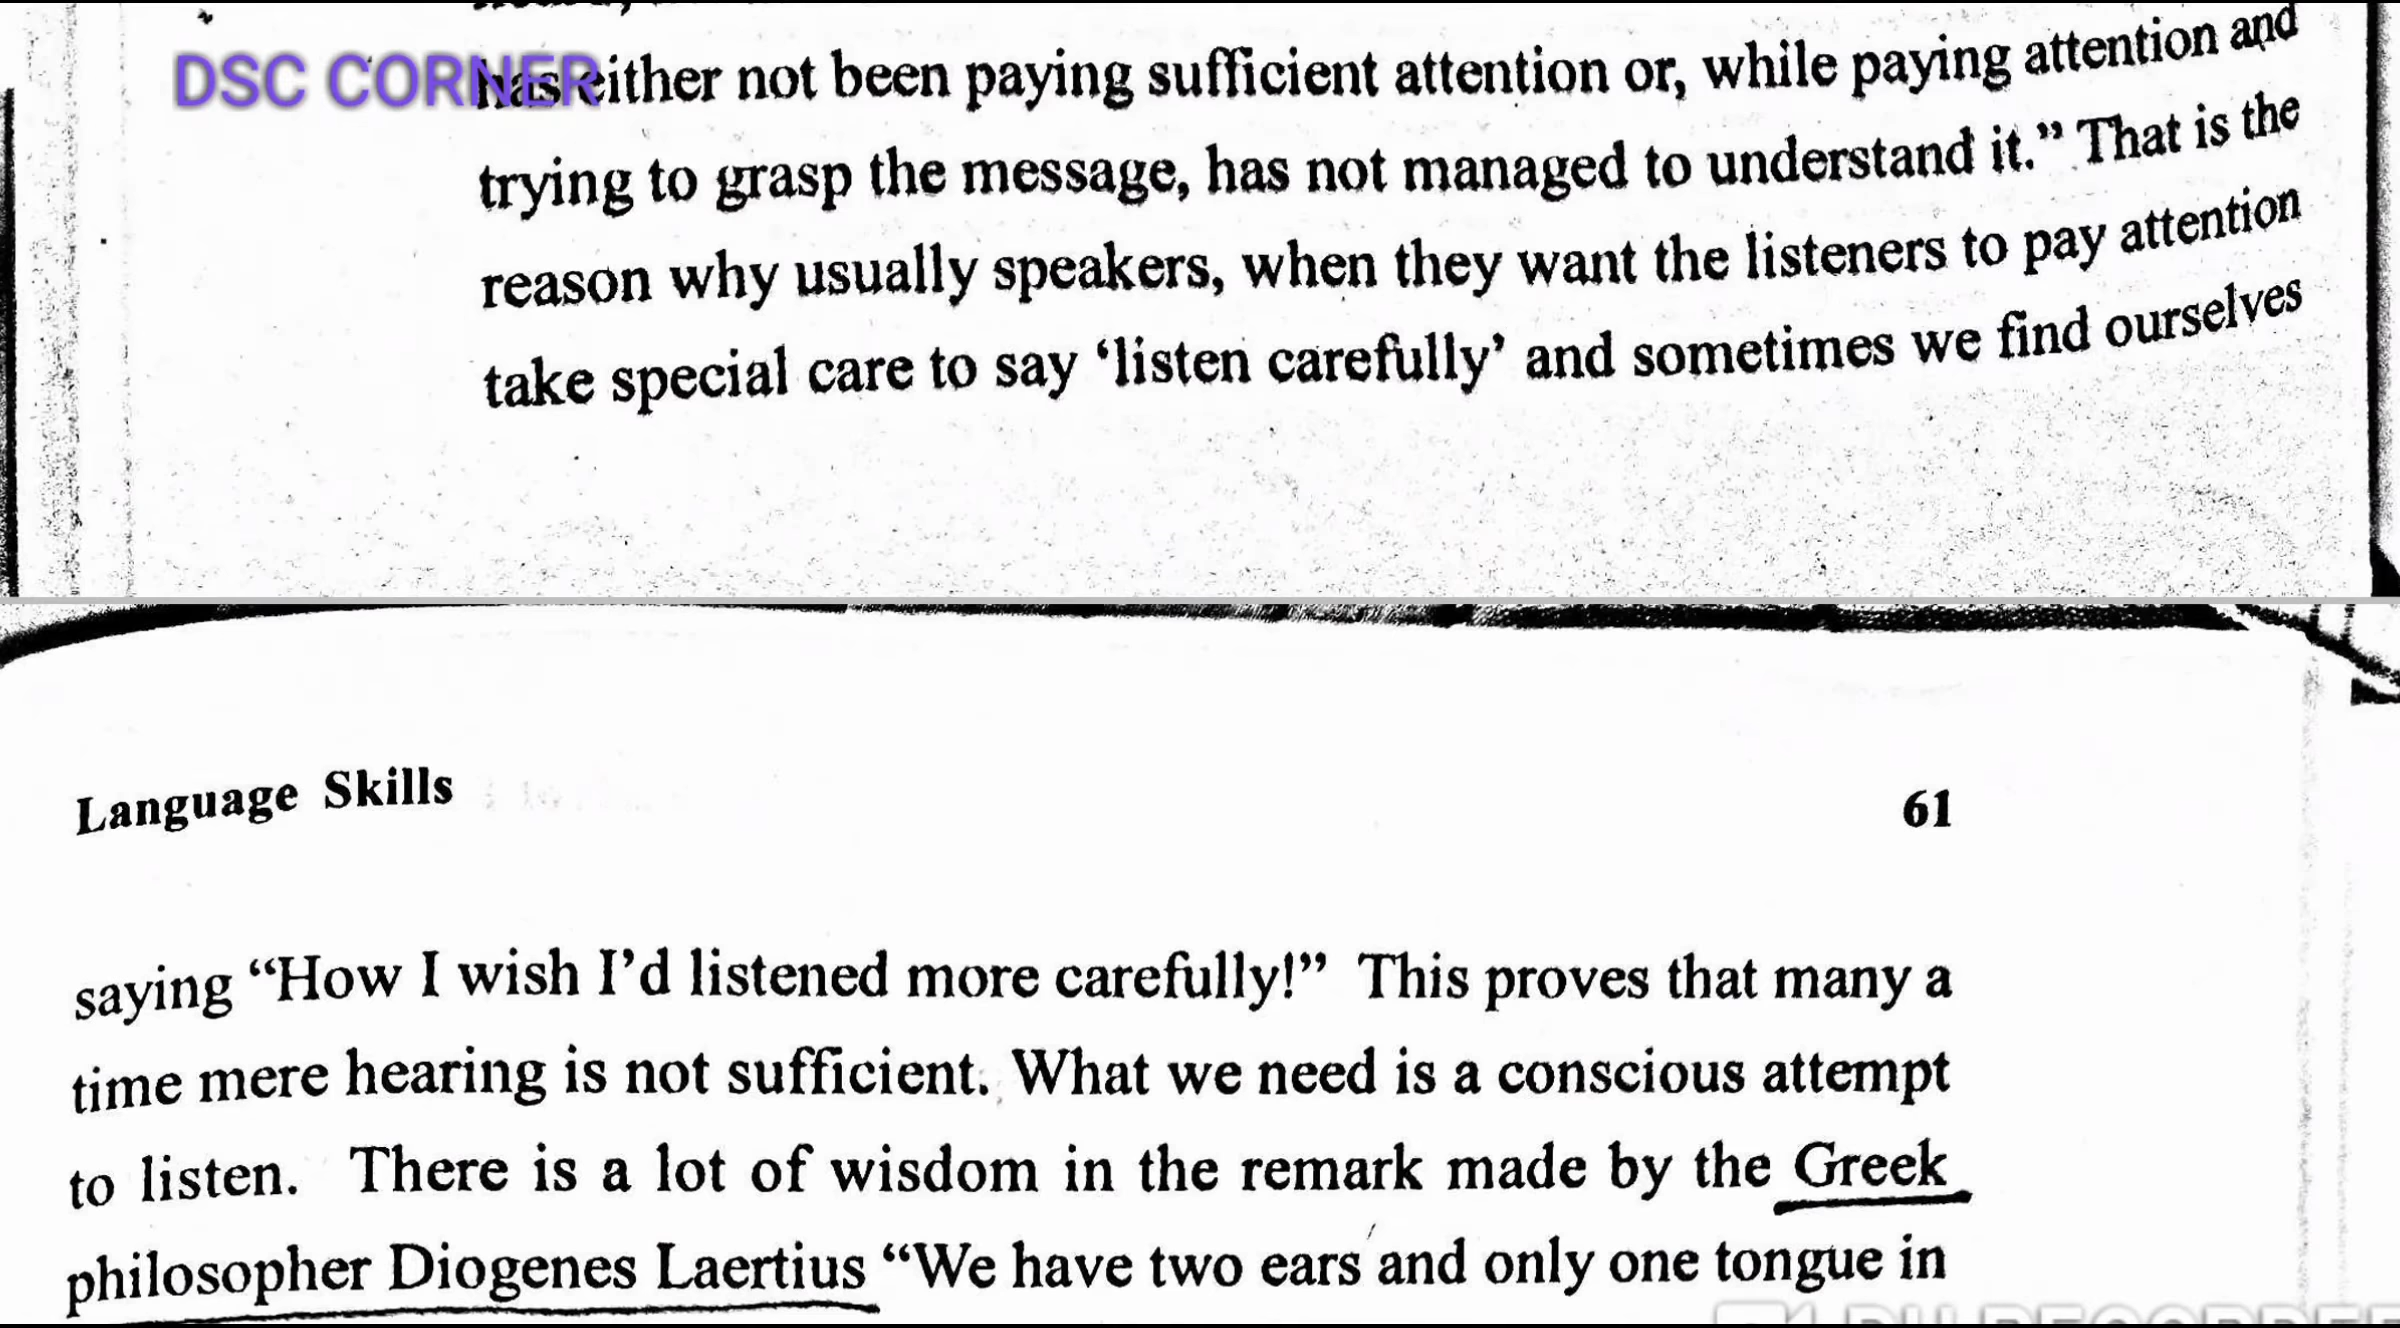 DSC CORNER
has either not been paying sufficient attention or, while paying attention and
trying to grasp the message, has not managed to understand it.” That is the
reason why usually speakers, when they want the listeners to pay attention
take special care to say ‘listen carefully’ and sometimes we find ourselves
Language Skills 61
saying “How I wish I’d listened more carefully!” This proves that many a
time mere hearing is not sufficient. What we need is a conscious attempt
to listen. There is a lot of wisdom in the remark made by the Greek
philosopher Diogenes Laertius “We have two ears and only one tongue in